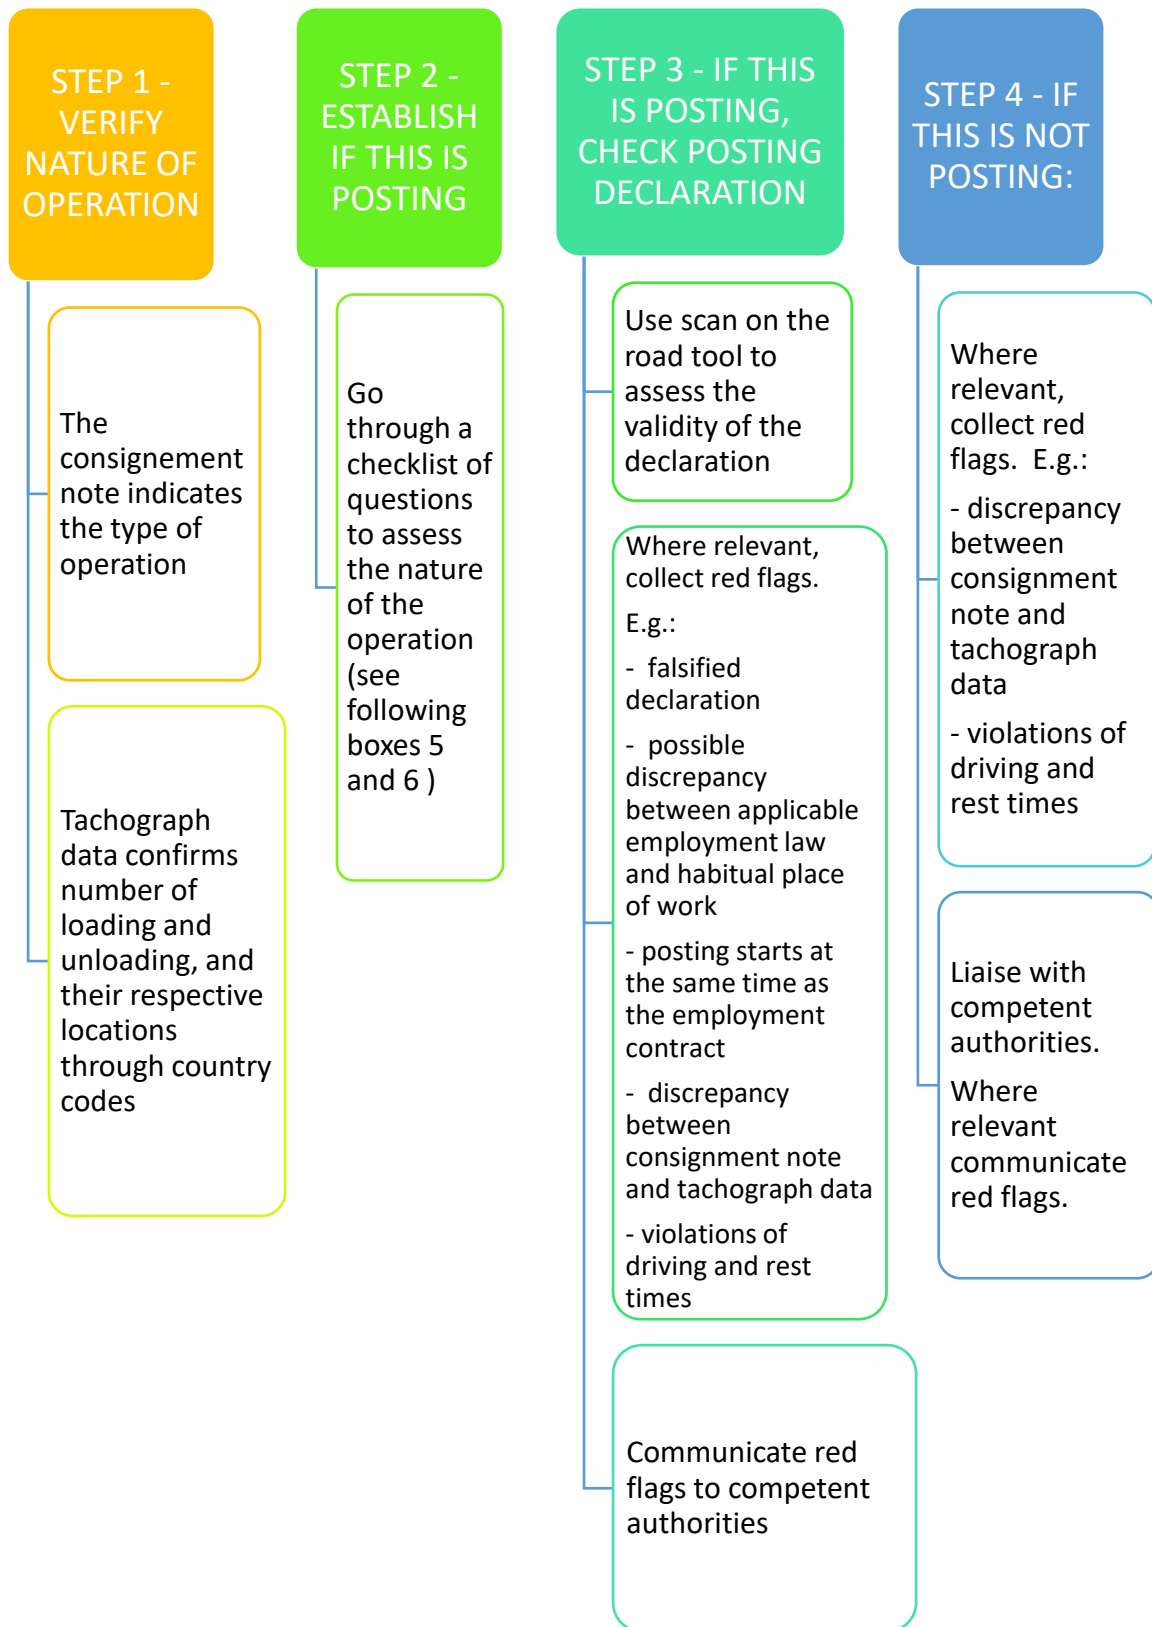 STEP 1 -
VERIFY
NATURE OF
OPERATION
The
consignement
note indicates
the type of
operation
Tachograph
data confirms
number of
loading and
unloading, and
their respective
locations
through country
codes
STEP 2 -
ESTABLISH
IF THIS IS
POSTING
Go
through a
checklist of
questions
to assess
the nature
of the
operation
(see
following
boxes 5
and 6 )
STEP 3 - IF THIS
IS POSTING,
CHECK POSTING
DECLARATION
Use scan on the
road tool to
assess the
validity of the
declaration
Where relevant,
collect red flags.
E.g.:
- falsified
declaration
- possible
discrepancy
between applicable
employment law
and habitual place
of work
- posting starts at
the same time as
the employment
contract
- discrepancy
between
consignment note
and tachograph data
- violations of
driving and rest
times
Communicate red
flags to competent
authorities
STEP 4 - IF
THIS IS NOT
POSTING:
Where
relevant,
collect red
flags. E.g.:
- discrepancy
between
consignment
note and
tachograph
data
- violations of
driving and
rest times
Liaise with
competent
authorities.
Where
relevant
communicate
red flags.